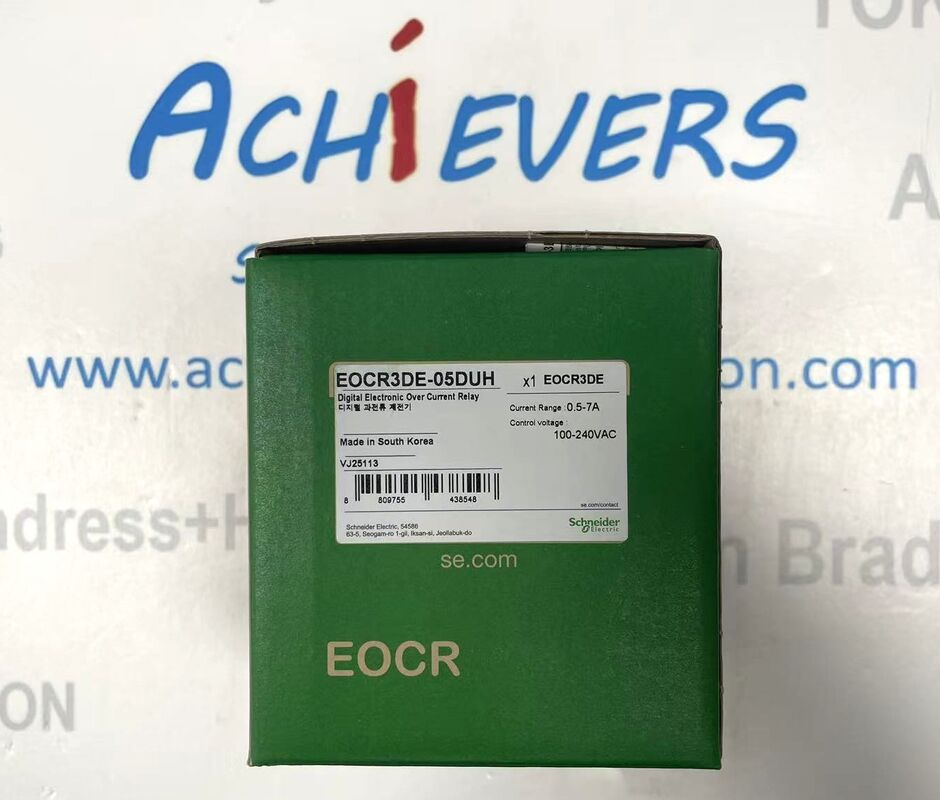 ACHIEVERS
www.ac
on.com
EOCR3DE-05DUH
x1 EOCR3DE
Digital Electronic Over Current Relay
디지털 과전류 계전기
Current Range : 0.5-7A
Control voltage :
100-240VAC
Made in South Korea
VJ25113
8 809755 438548
se.com/contact
Schneider Electric, 54586
63-5, Seogam-ro 1-gil, Iksan-si, Jeollabuk-do
Schneider
Electric
se.com
EOCR
dress+H
Brad
ON